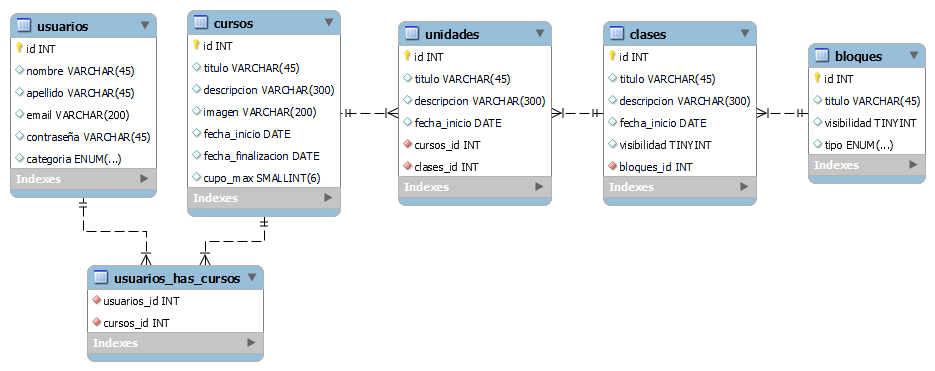 usuarios
id INT
nombre VARCHAR(45)
apellido VARCHAR(45)
email VARCHAR(200)
contraseña VARCHAR(45)
categoria ENUM(...)
Indexes
cursos
id INT
titulo VARCHAR(45)
descripcion VARCHAR(300)
imagen VARCHAR(200)
fecha_inicio DATE
fecha_finalizacion DATE
cupo_max SMALLINT(6)
Indexes
unidades
id INT
titulo VARCHAR(45)
descripcion VARCHAR(300)
fecha_inicio DATE
cursos_id INT
clases_id INT
Indexes
clases
id INT
titulo VARCHAR(45)
descripcion VARCHAR(300)
fecha_inicio DATE
visibilidad TINYINT
bloques_id INT
Indexes
bloques
id INT
titulo VARCHAR(45)
visibilidad TINYINT
tipo ENUM(...)
Indexes
usuarios_has_cursos
usuarios_id INT
cursos_id INT
Indexes